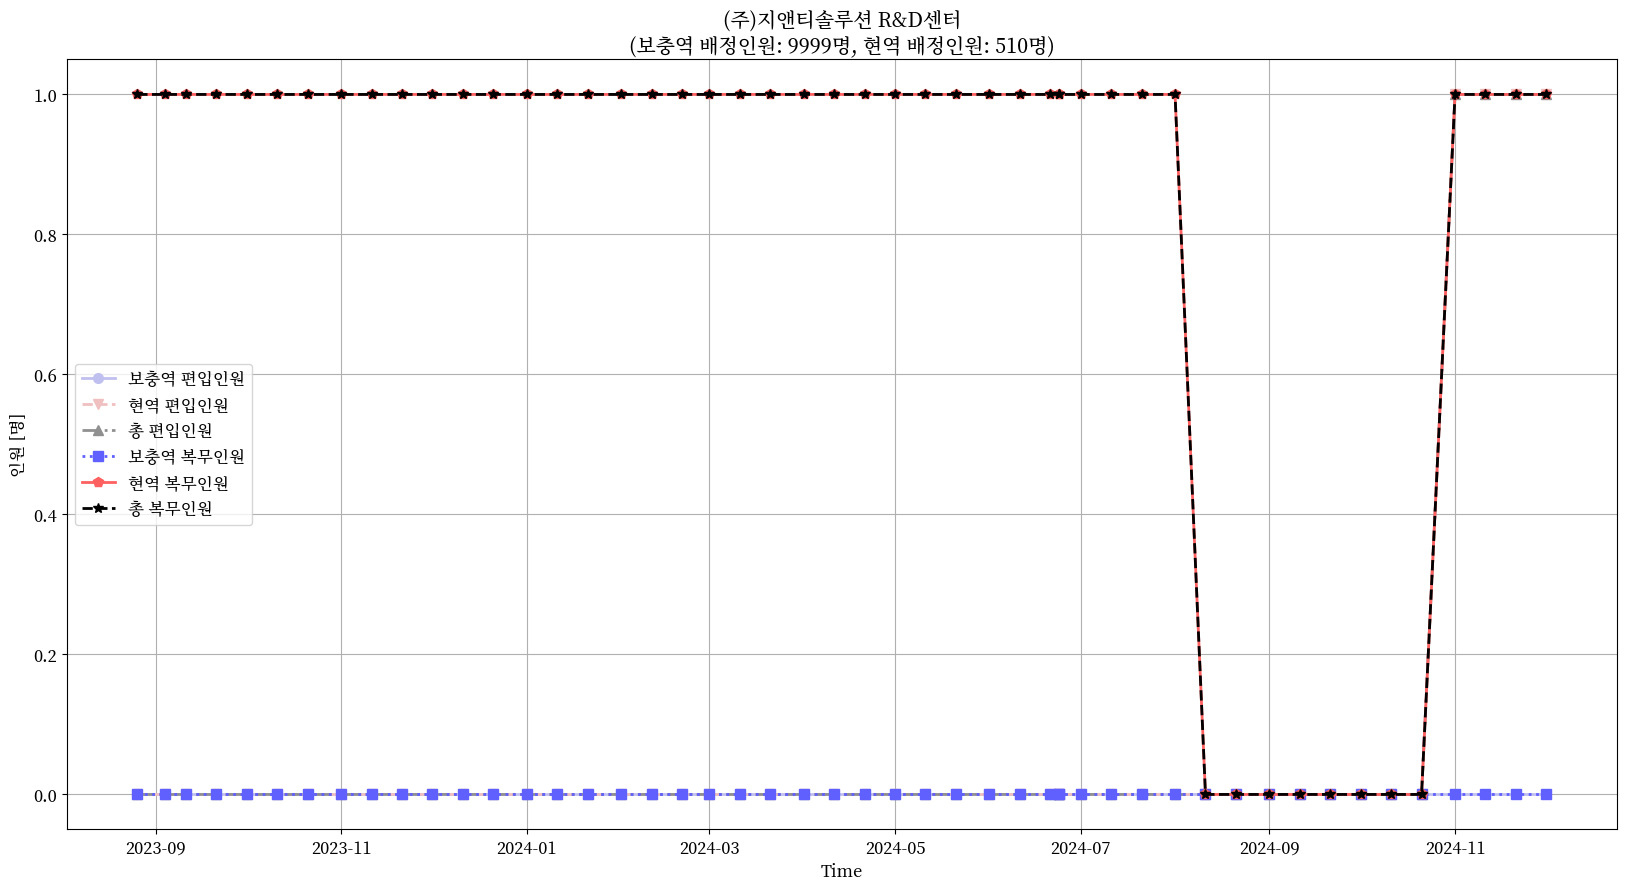 (주)지앤티솔루션 R&D센터
(보충역 배정인원: 9999명, 현역 배정인원: 510명)
인원 [명]
1.0
0.8
0.6
0.4
0.2
0.0
보충역 편입인원
현역 편입인원
총 편입인원
보충역 복무인원
현역 복무인원
총 복무인원
2023-09
2023-11
2024-01
2024-03
2024-05
2024-07
2024-09
2024-11
Time